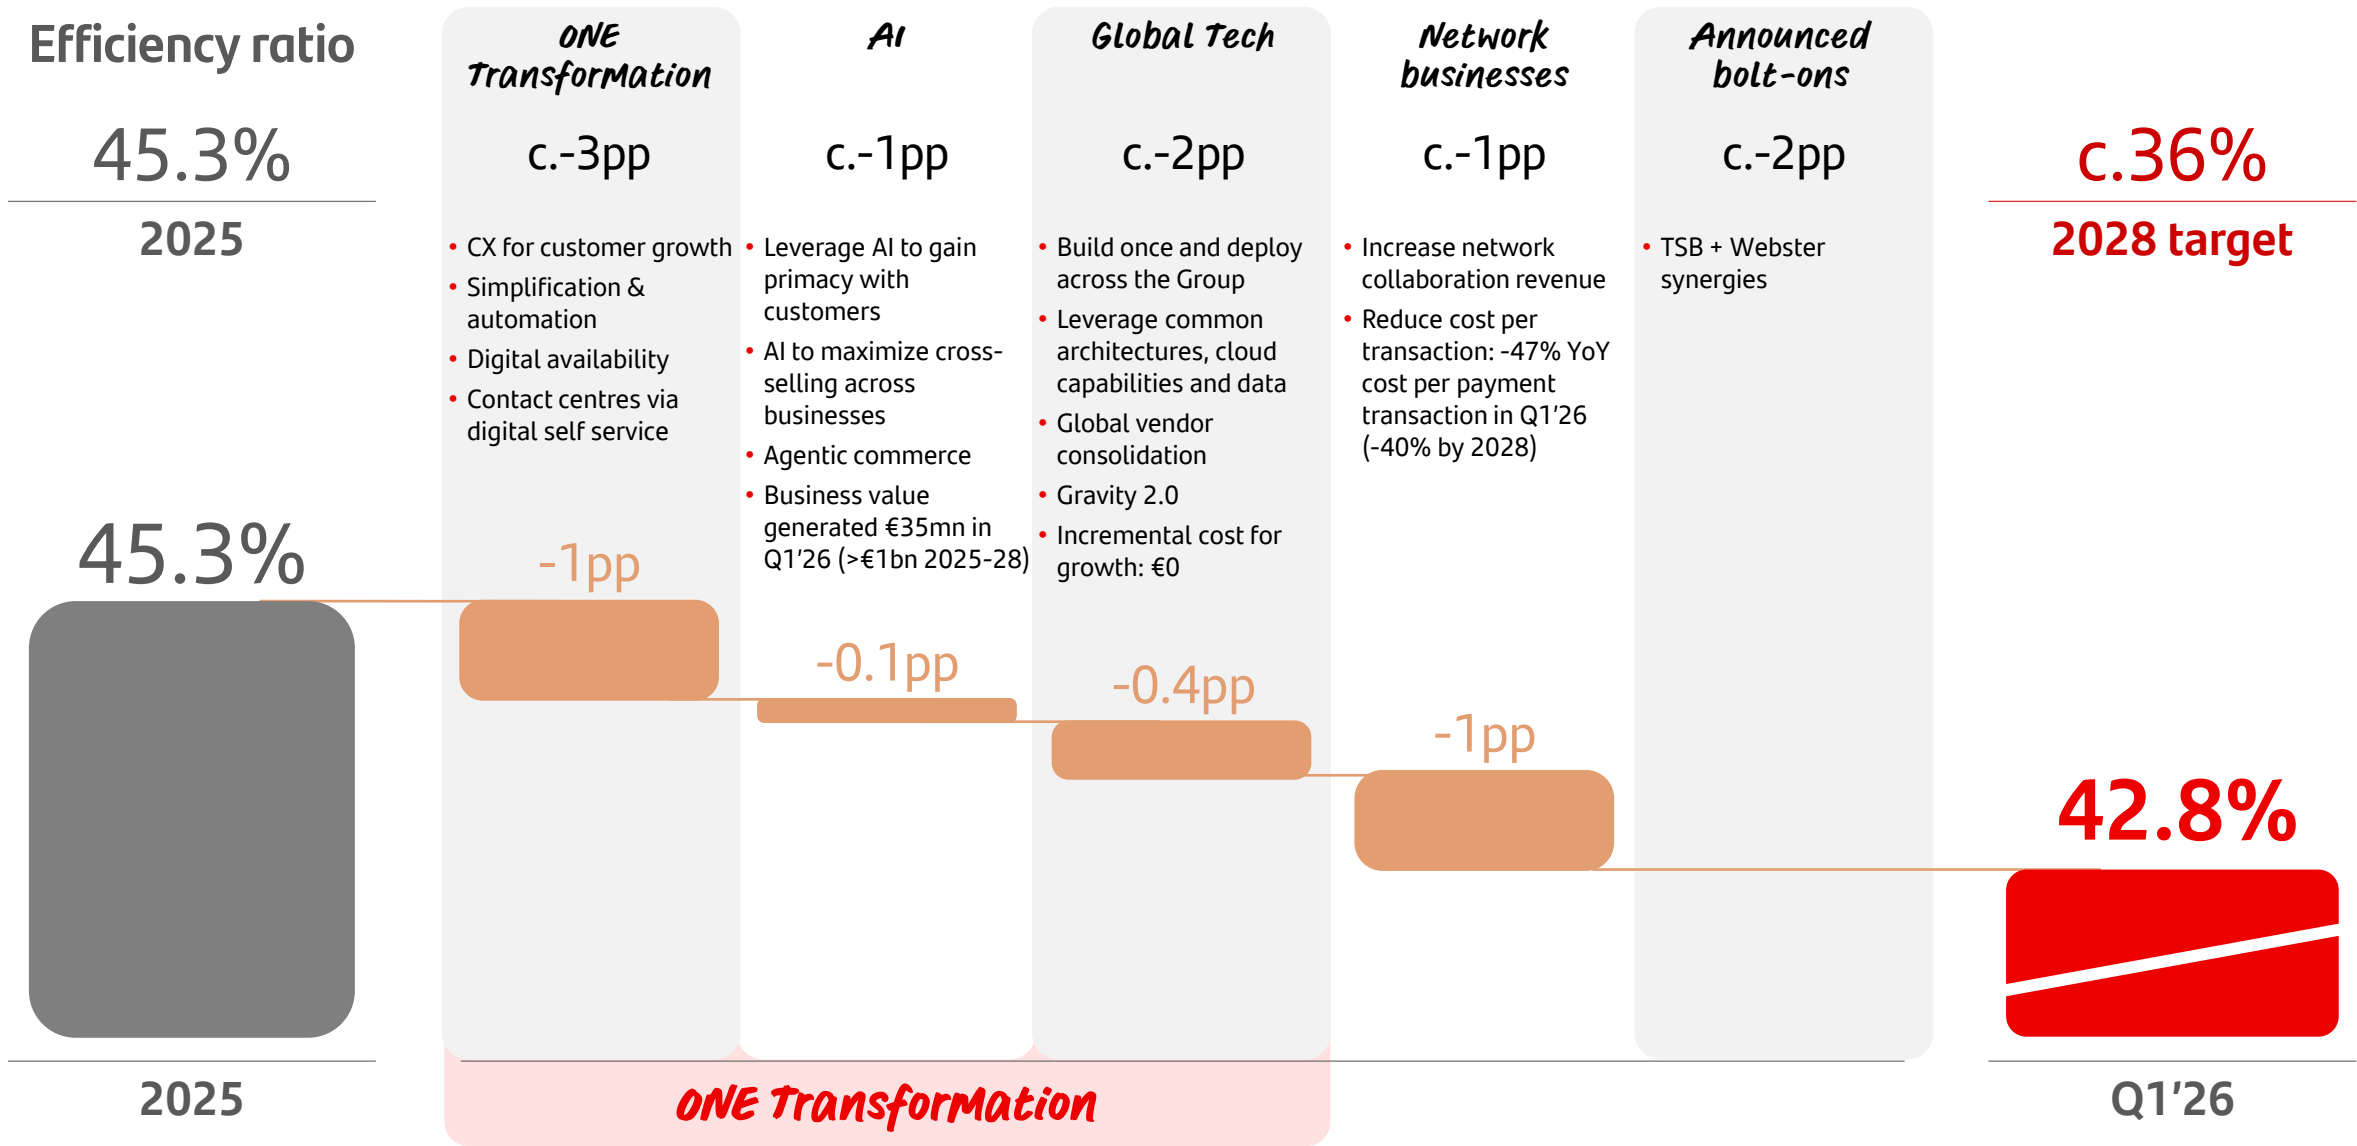 Efficiency ratio
45.3%
2025
ONE
Transformation
c.-3pp
• CX for customer growth
• Simplification &
automation
• Digital availability
• Contact centres via
digital self service
AI
c.-1pp
• Leverage AI to gain
primacy with
customers
• AI to maximize cross-
selling across
businesses
• Agentic commerce
• Business value
generated €35mn in
Q1'26 (>€1bn 2025-28)
Global Tech
c.-2pp
• Build once and deploy
across the Group
• Leverage common
architectures, cloud
capabilities and data
• Global vendor
consolidation
• Gravity 2.0
• Incremental cost for
growth: €0
Network
businesses
c.-1pp
• Increase network
collaboration revenue
• Reduce cost per
transaction: -47% YoY
cost per payment
transaction in Q1'26
(-40% by 2028)
Announced
bolt-ons
c.-2pp
• TSB + Webster
synergies
c.36%
2028 target
45.3%
-1pp
-0.1pp
-0.4pp
-1pp
42.8%
2025
ONE Transformation
Q1'26